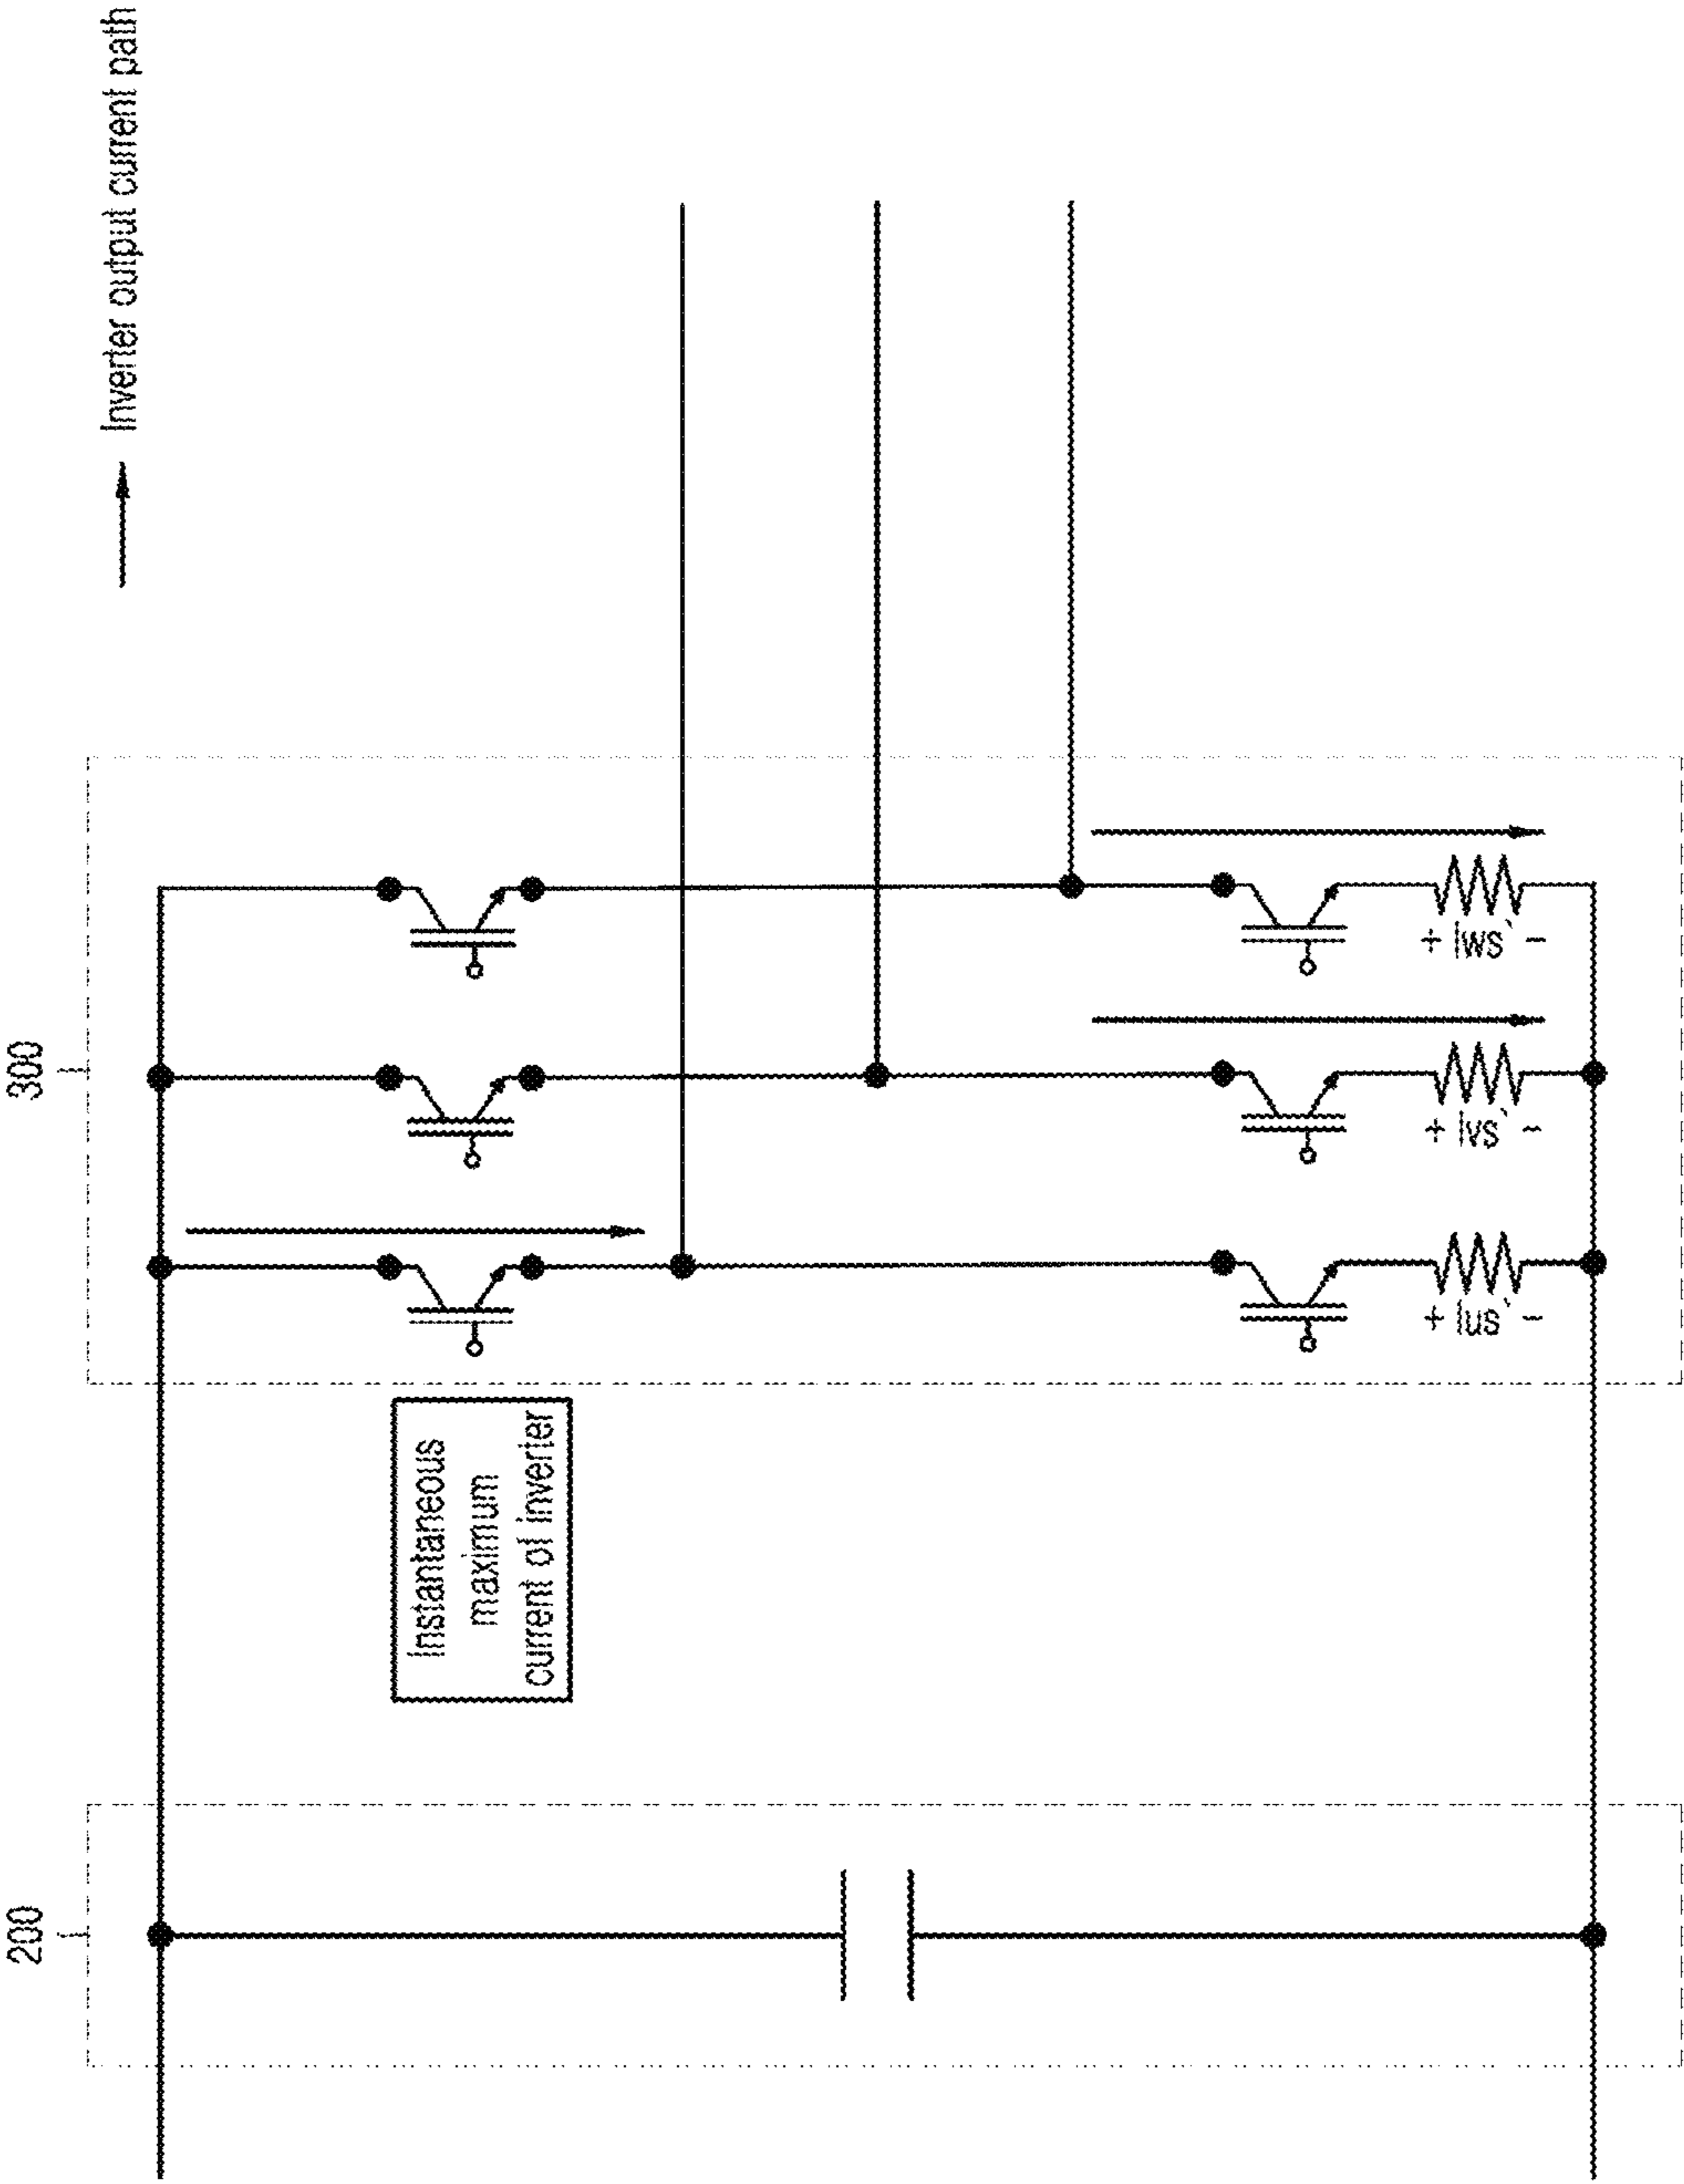 Inverter output current path
200
300
Instantaneous
maximum
current of inverter
+ Ius` -
+ Ivs` -
+ Iws` -